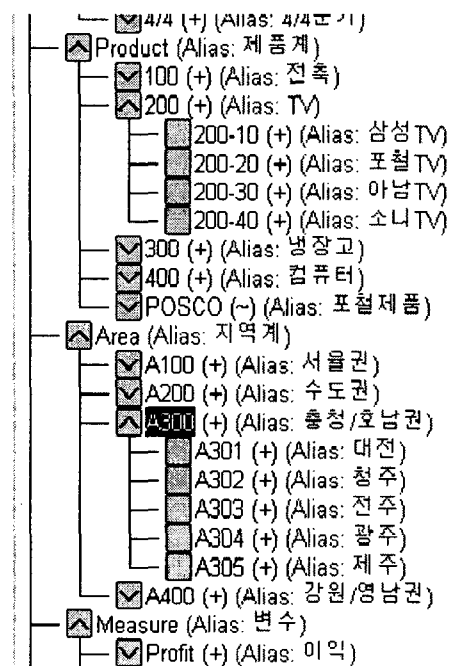 4/4 (+) (Alias: 4/4분기)
Product (Alias: 제품계)
100 (+) (Alias: 전축)
200 (+) (Alias: TV)
200-10 (+) (Alias: 삼성TV)
200-20 (+) (Alias: 포철TV)
200-30 (+) (Alias: 아남TV)
200-40 (+) (Alias: 소니TV)
300 (+) (Alias: 냉장고)
400 (+) (Alias: 컴퓨터)
POSCO (~) (Alias: 포철제품)
Area (Alias: 지역계)
A100 (+) (Alias: 서울권)
A200 (+) (Alias: 수도권)
A300 (+) (Alias: 충청/호남권)
A301 (+) (Alias: 대전)
A302 (+) (Alias: 청주)
A303 (+) (Alias: 전주)
A304 (+) (Alias: 광주)
A305 (+) (Alias: 제주)
A400 (+) (Alias: 강원/영남권)
Measure (Alias: 변수)
Profit (+) (Alias: 이익)